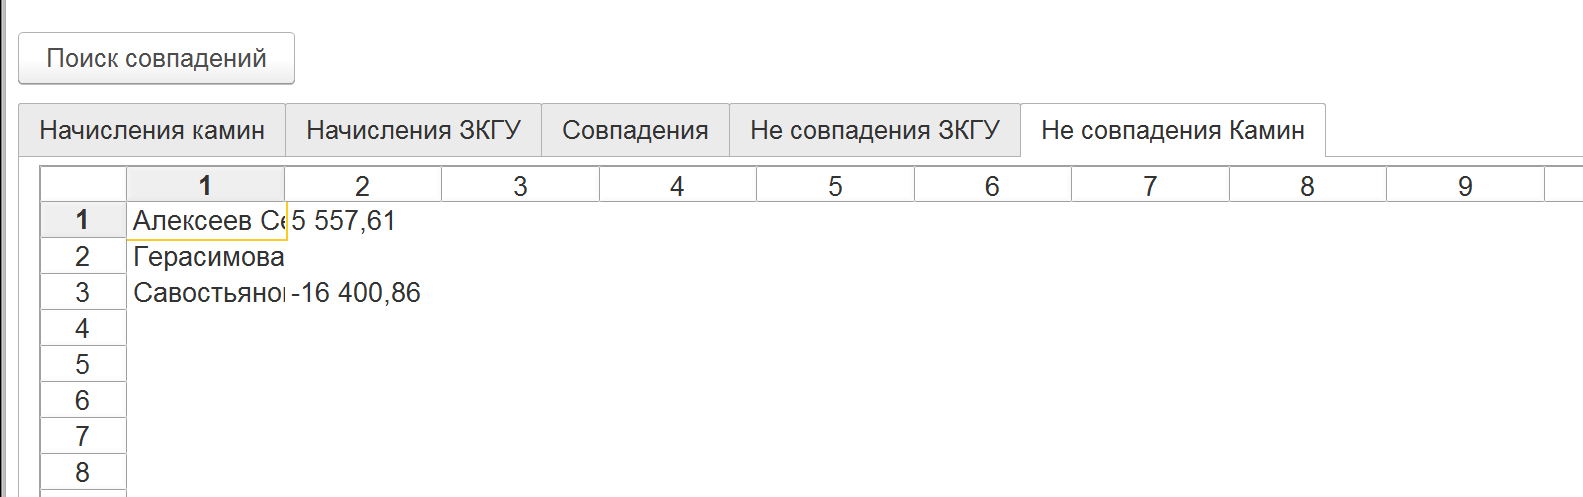 Поиск совпадений
Начисления камин Начисления ЗКГУ Совпадения Не совпадения ЗКГУ Не совпадения Камин
1 2 3 4 5 6 7 8 9
1 Алексеев Се 5 557,61
2 Герасимова
3 Савостьянов -16 400,86
4
5
6
7
8